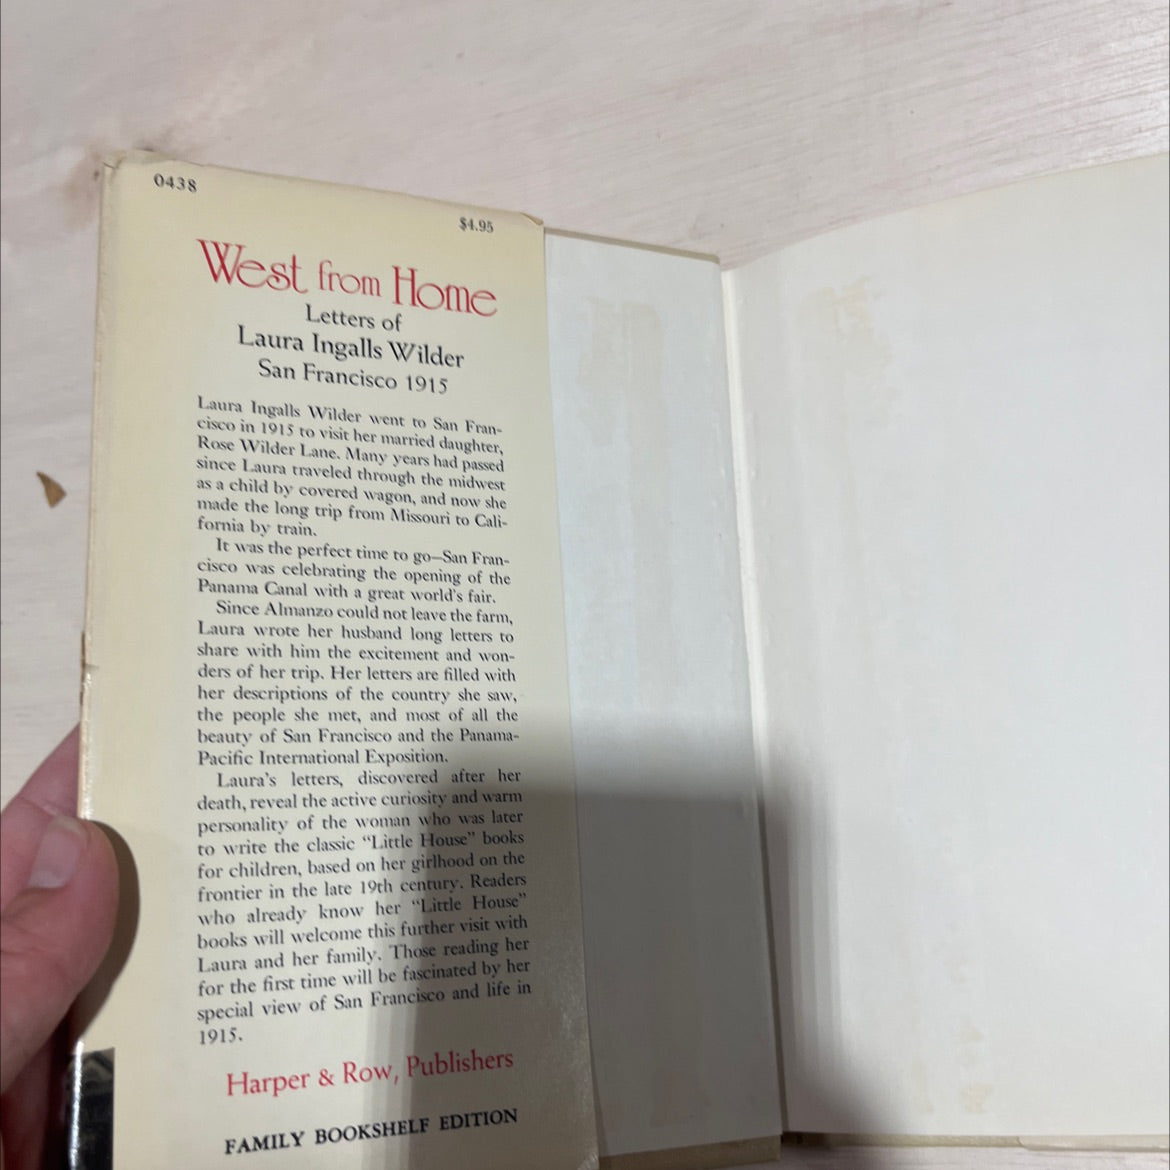 0438
$4.95
West from Home
Letters of
Laura Ingalls Wilder
San Francisco 1915
Laura Ingalls Wilder went to San Fran-
cisco in 1915 to visit her married daughter,
Rose Wilder Lane. Many years had passed
since Laura traveled through the midwest
as a child by covered wagon, and now she
made the long trip from Missouri to Cali-
fornia by train.
It was the perfect time to go—San Fran-
cisco was celebrating the opening of the
Panama Canal with a great world's fair.
Since Almanzo could not leave the farm,
Laura wrote her husband long letters to
share with him the excitement and won-
ders of her trip. Her letters are filled with
her descriptions of the country she saw,
the people she met, and most of all the
beauty of San Francisco and the Panama-
Pacific International Exposition.
Laura's letters, discovered after her
death, reveal the active curiosity and warm
personality of the woman who was later
to write the classic "Little House" books
for children, based on her girlhood on the
frontier in the late 19th century. Readers
who already know her "Little House"
books will welcome this further visit with
Laura and her family. Those reading her
for the first time will be fascinated by her
special view of San Francisco and life in
1915.
Harper & Row, Publishers
FAMILY BOOKSHELF EDITION